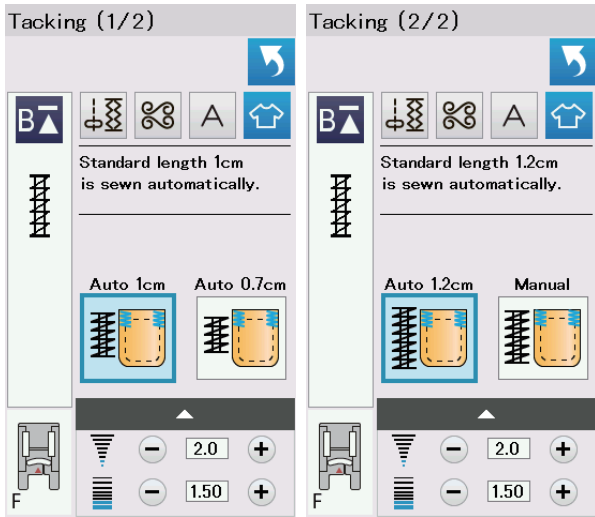 Tacking (1/2)
B
A
Standard length 1cm
is sewn automatically.
Auto 1cm Auto 0.7cm
2.0
1.50
F
Tacking (2/2)
B
A
Standard length 1.2cm
is sewn automatically.
Auto 1.2cm Manual
2.0
1.50
F